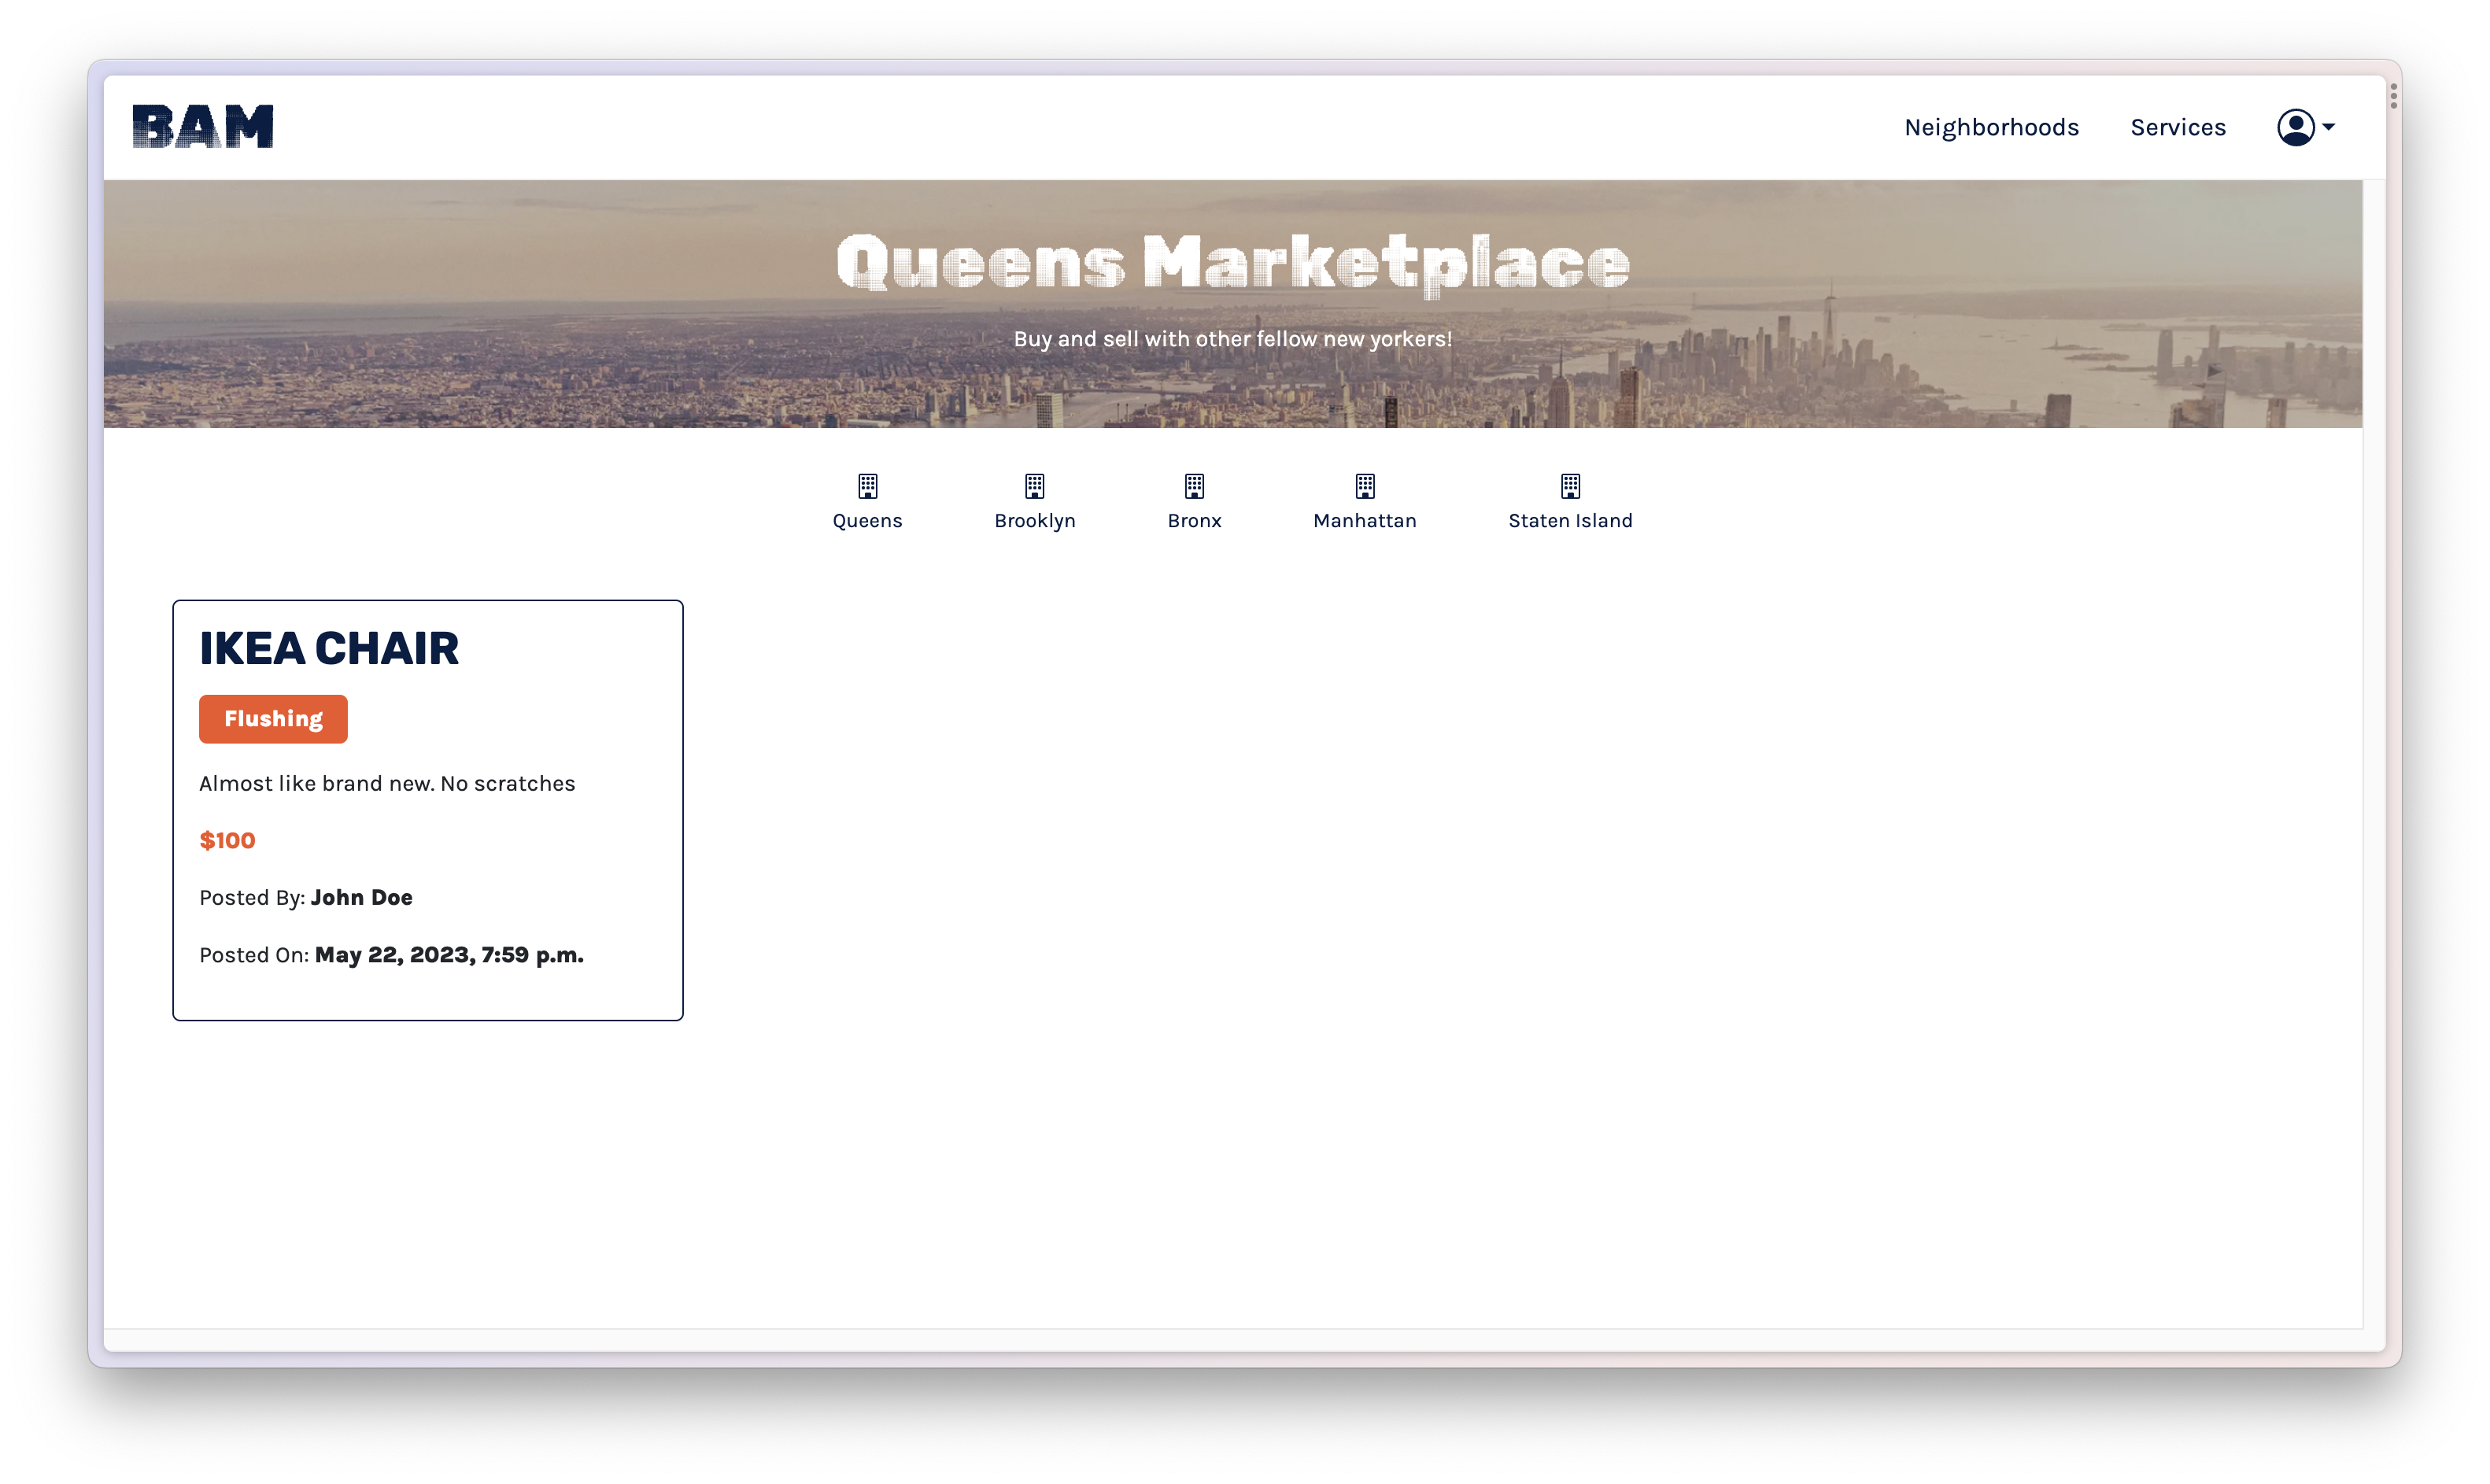 BAM
Neighborhoods
Services
Queens Marketplace
Buy and sell with other fellow new yorkers!
Queens
Brooklyn
Bronx
Manhattan
Staten Island
IKEA CHAIR
Flushing
Almost like brand new. No scratches
$100
Posted By: John Doe
Posted On: May 22, 2023, 7:59 p.m.